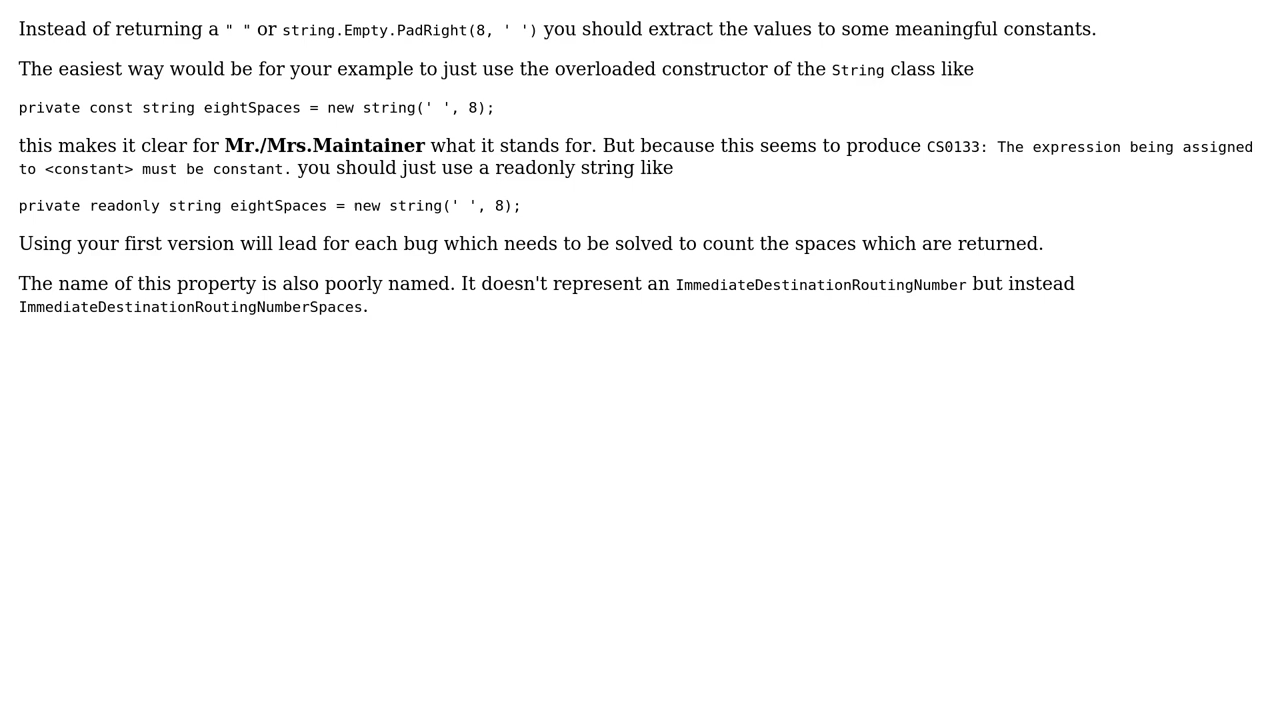 Instead of returning a " " or string.Empty.PadRight(8, ' ') you should extract the values to some meaningful constants.
The easiest way would be for your example to just use the overloaded constructor of the String class like
private const string eightSpaces = new string(' ', 8);
this makes it clear for Mr./Mrs.Maintainer what it stands for. But because this seems to produce CS0133: The expression being assigned
to <constant> must be constant. you should just use a readonly string like
private readonly string eightSpaces = new string(' ', 8);
Using your first version will lead for each bug which needs to be solved to count the spaces which are returned.
The name of this property is also poorly named. It doesn't represent an ImmediateDestinationRoutingNumber but instead
ImmediateDestinationRoutingNumberSpaces.